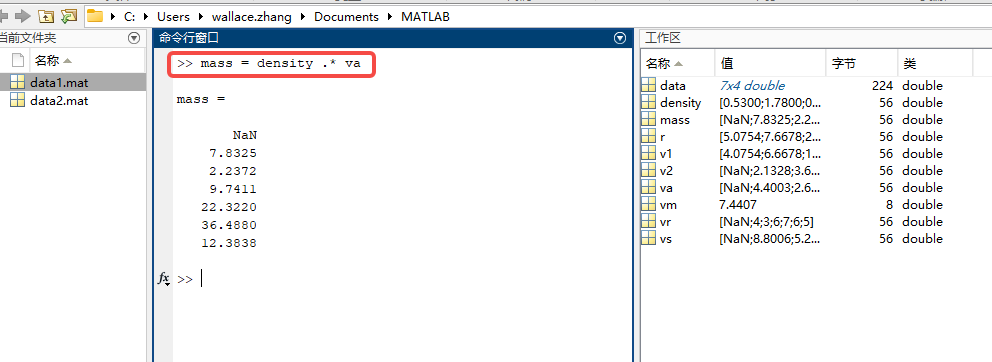 C: ▸ Users ▸ wallace.zhang ▸ Documents ▸ MATLAB
当前文件夹
名称
data1.mat
data2.mat
命令行窗口
>> mass = density .* va
mass =
NaN
7.8325
2.2372
9.7411
22.3220
36.4880
12.3838
fx >>
工作区
名称 值 字节 类
data 7x4 double 224 double
density [0.5300;1.7800;0... 56 double
mass [NaN;7.8325;2.2... 56 double
r [5.0754;7.6678;2... 56 double
v1 [4.0754;6.6678;1... 56 double
v2 [NaN;2.1328;3.6... 56 double
va [NaN;4.4003;2.6... 56 double
vm 7.4407 8 double
vr [NaN;4;3;6;7;6;5] 56 double
vs [NaN;8.8006;5.2... 56 double